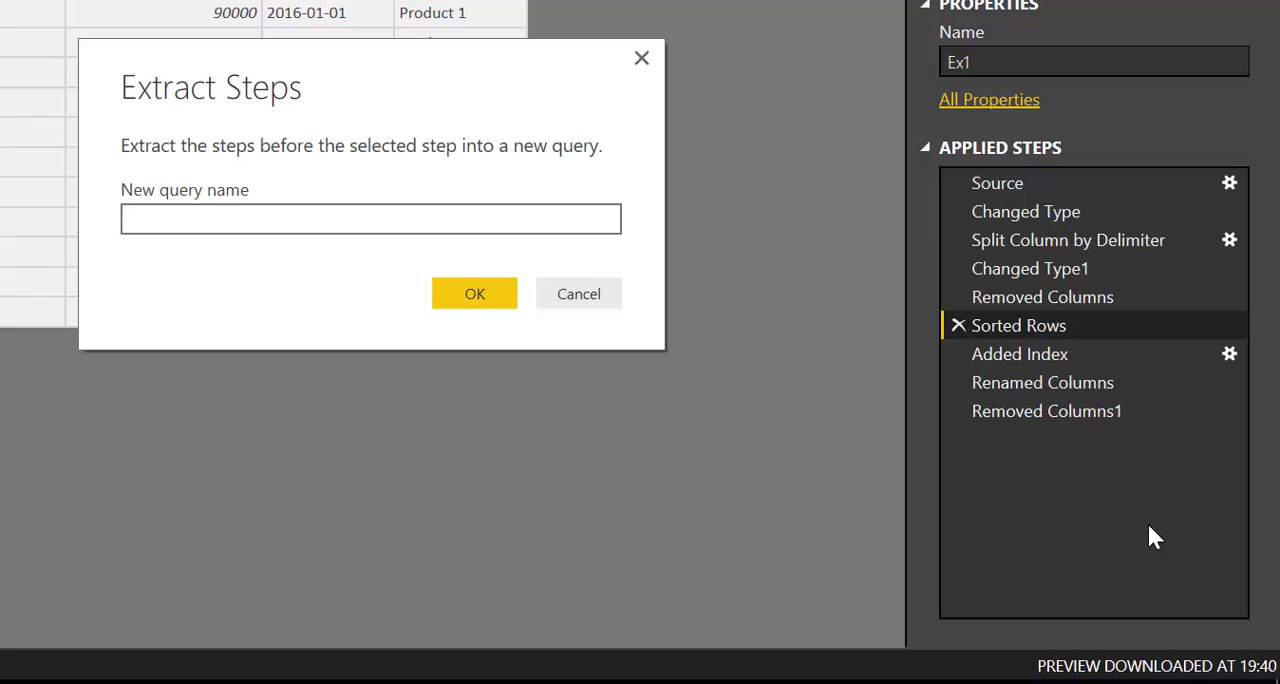 90000 2016-01-01 Product 1
Extract Steps
Extract the steps before the selected step into a new query.
New query name
OK Cancel
PROPERTIES
Name
Ex1
All Properties
APPLIED STEPS
Source
Changed Type
Split Column by Delimiter
Changed Type1
Removed Columns
Sorted Rows
Added Index
Renamed Columns
Removed Columns1
PREVIEW DOWNLOADED AT 19:40